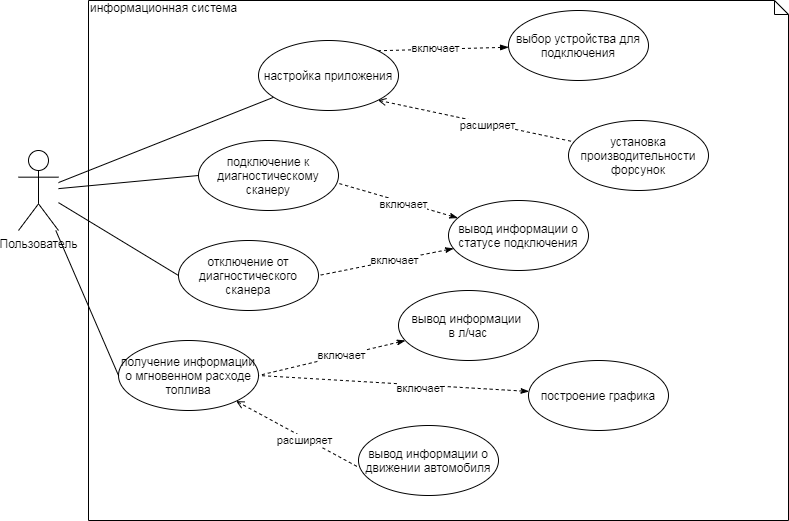 информационная система
выбор устройства для
подключения
включает
настройка приложения
расширяет
установка
производительности
форсунок
подключение к
диагностическому
сканеру
включает
вывод информации о
статусе подключения
Пользователь
отключение от
диагностического
сканера
включает
вывод информации
в л/час
включает
получение информации
о мгновенном расходе
топлива
включает
построение графика
расширяет
вывод информации о
движении автомобиля